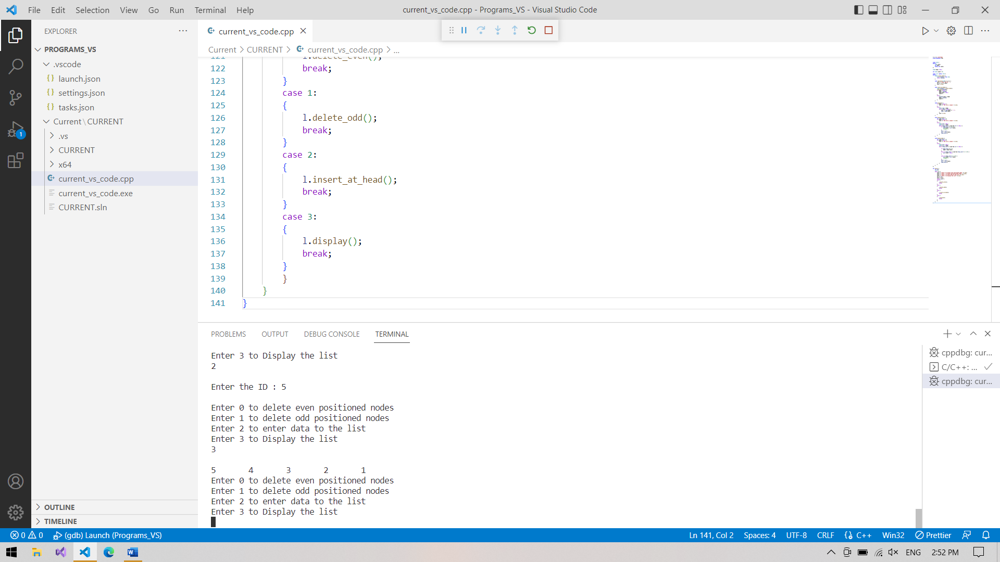 File Edit Selection View Go Run Terminal Help
current_vs_code.cpp - Programs_VS - Visual Studio Code
EXPLORER
PROGRAMS_VS
.vscode
launch.json
settings.json
tasks.json
Current\CURRENT
.vs
CURRENT
x64
current_vs_code.cpp
current_vs_code.exe
CURRENT.sln
OUTLINE
TIMELINE
1
current_vs_code.cpp
Current > CURRENT > current_vs_code.cpp > ...
121 l.delete_even();
122 break;
123 }
124 case 1:
125 {
126 l.delete_odd();
127 break;
128 }
129 case 2:
130 {
131 l.insert_at_head();
132 break;
133 }
134 case 3:
135 {
136 l.display();
137 break;
138 }
139 }
140 }
141 }
PROBLEMS OUTPUT DEBUG CONSOLE TERMINAL
Enter 3 to Display the list
2
Enter the ID : 5
Enter 0 to delete even positioned nodes
Enter 1 to delete odd positioned nodes
Enter 2 to enter data to the list
Enter 3 to Display the list
3
5 4 3 2 1
Enter 0 to delete even positioned nodes
Enter 1 to delete odd positioned nodes
Enter 2 to enter data to the list
Enter 3 to Display the list
cppdbg: cur...
C/C++: ...
cppdbg: cur...
0 0 (gdb) Launch (Programs_VS)
Ln 141, Col 2 Spaces: 4 UTF-8 CRLF C++ Win32 Prettier
ENG 2:52 PM